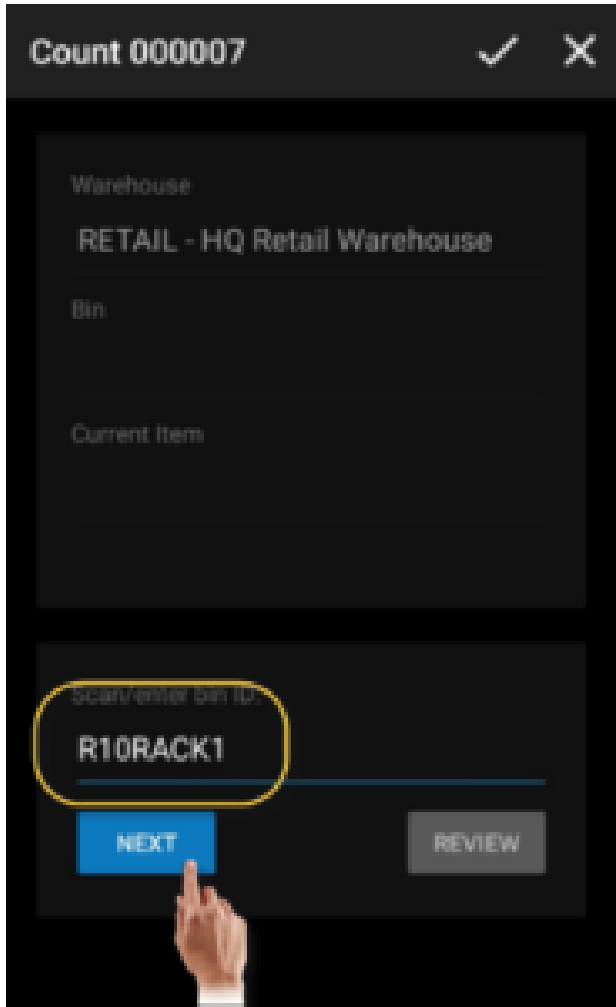 Count 000007
Warehouse
RETAIL - HQ Retail Warehouse
Bin
Current Item
Scan/enter bin ID:
R10RACK1
NEXT
REVIEW